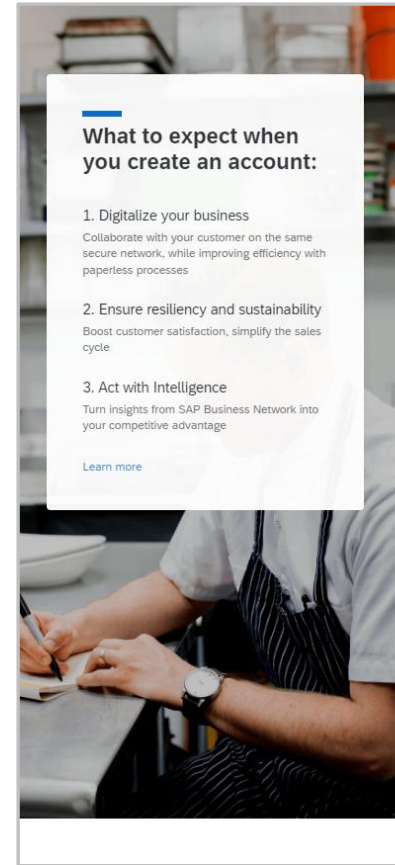 What to expect when
you create an account:
1. Digitalize your business
Collaborate with your customer on the same
secure network, while improving efficiency with
paperless processes
2. Ensure resiliency and sustainability
Boost customer satisfaction, simplify the sales
cycle
3. Act with Intelligence
Turn insights from SAP Business Network into
your competitive advantage
Learn more